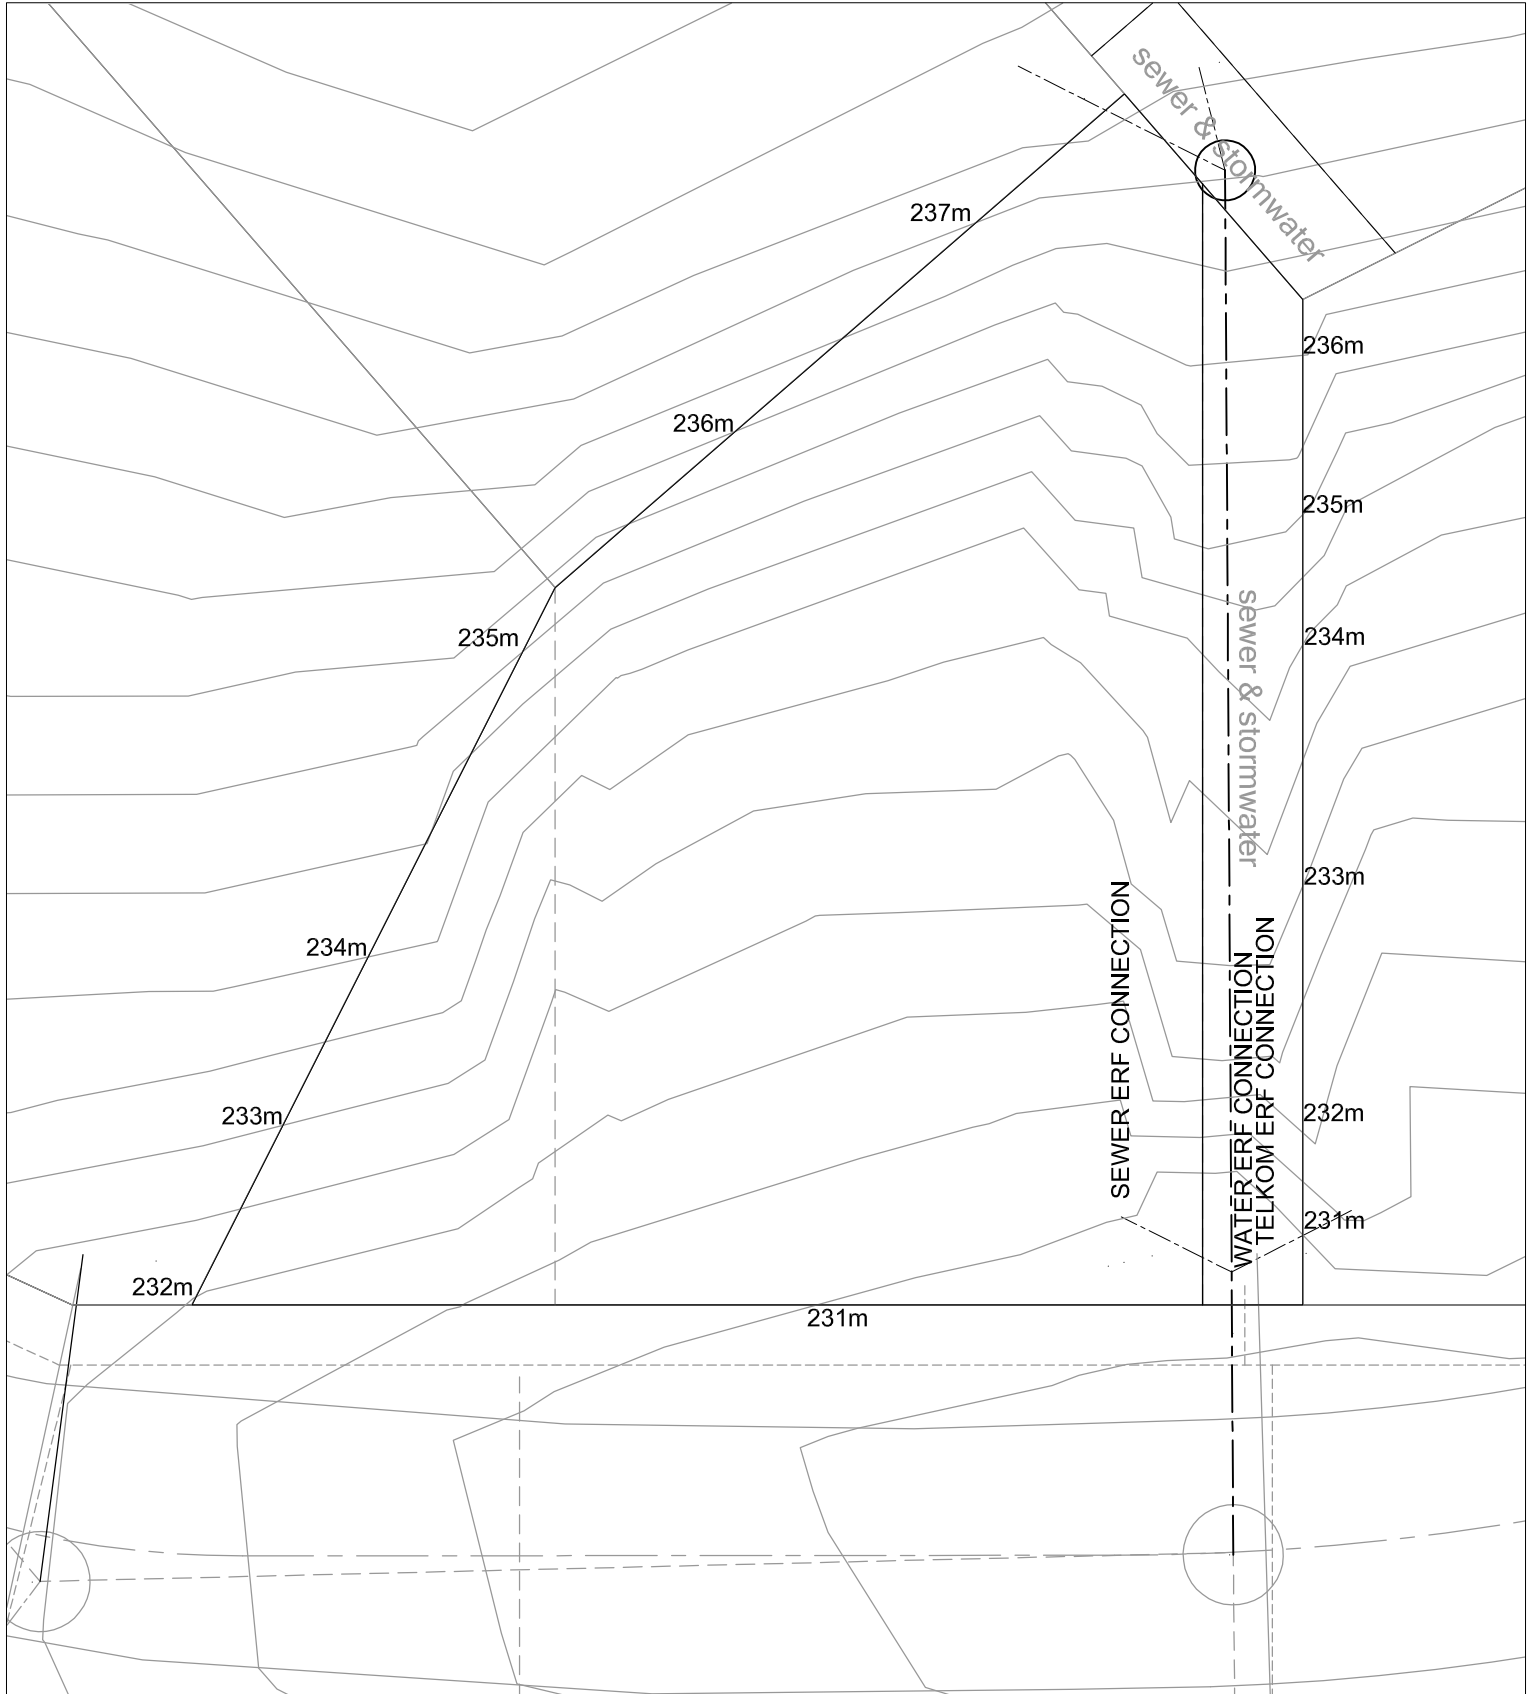 sewer & stormwater
237m
236m
236m
235m
sewer & stormwater
235m
234m
233m
SEWER ERF CONNECTION
WATER ERF CONNECTION
TELKOM ERF CONNECTION
234m
233m
232m
231m
232m
231m